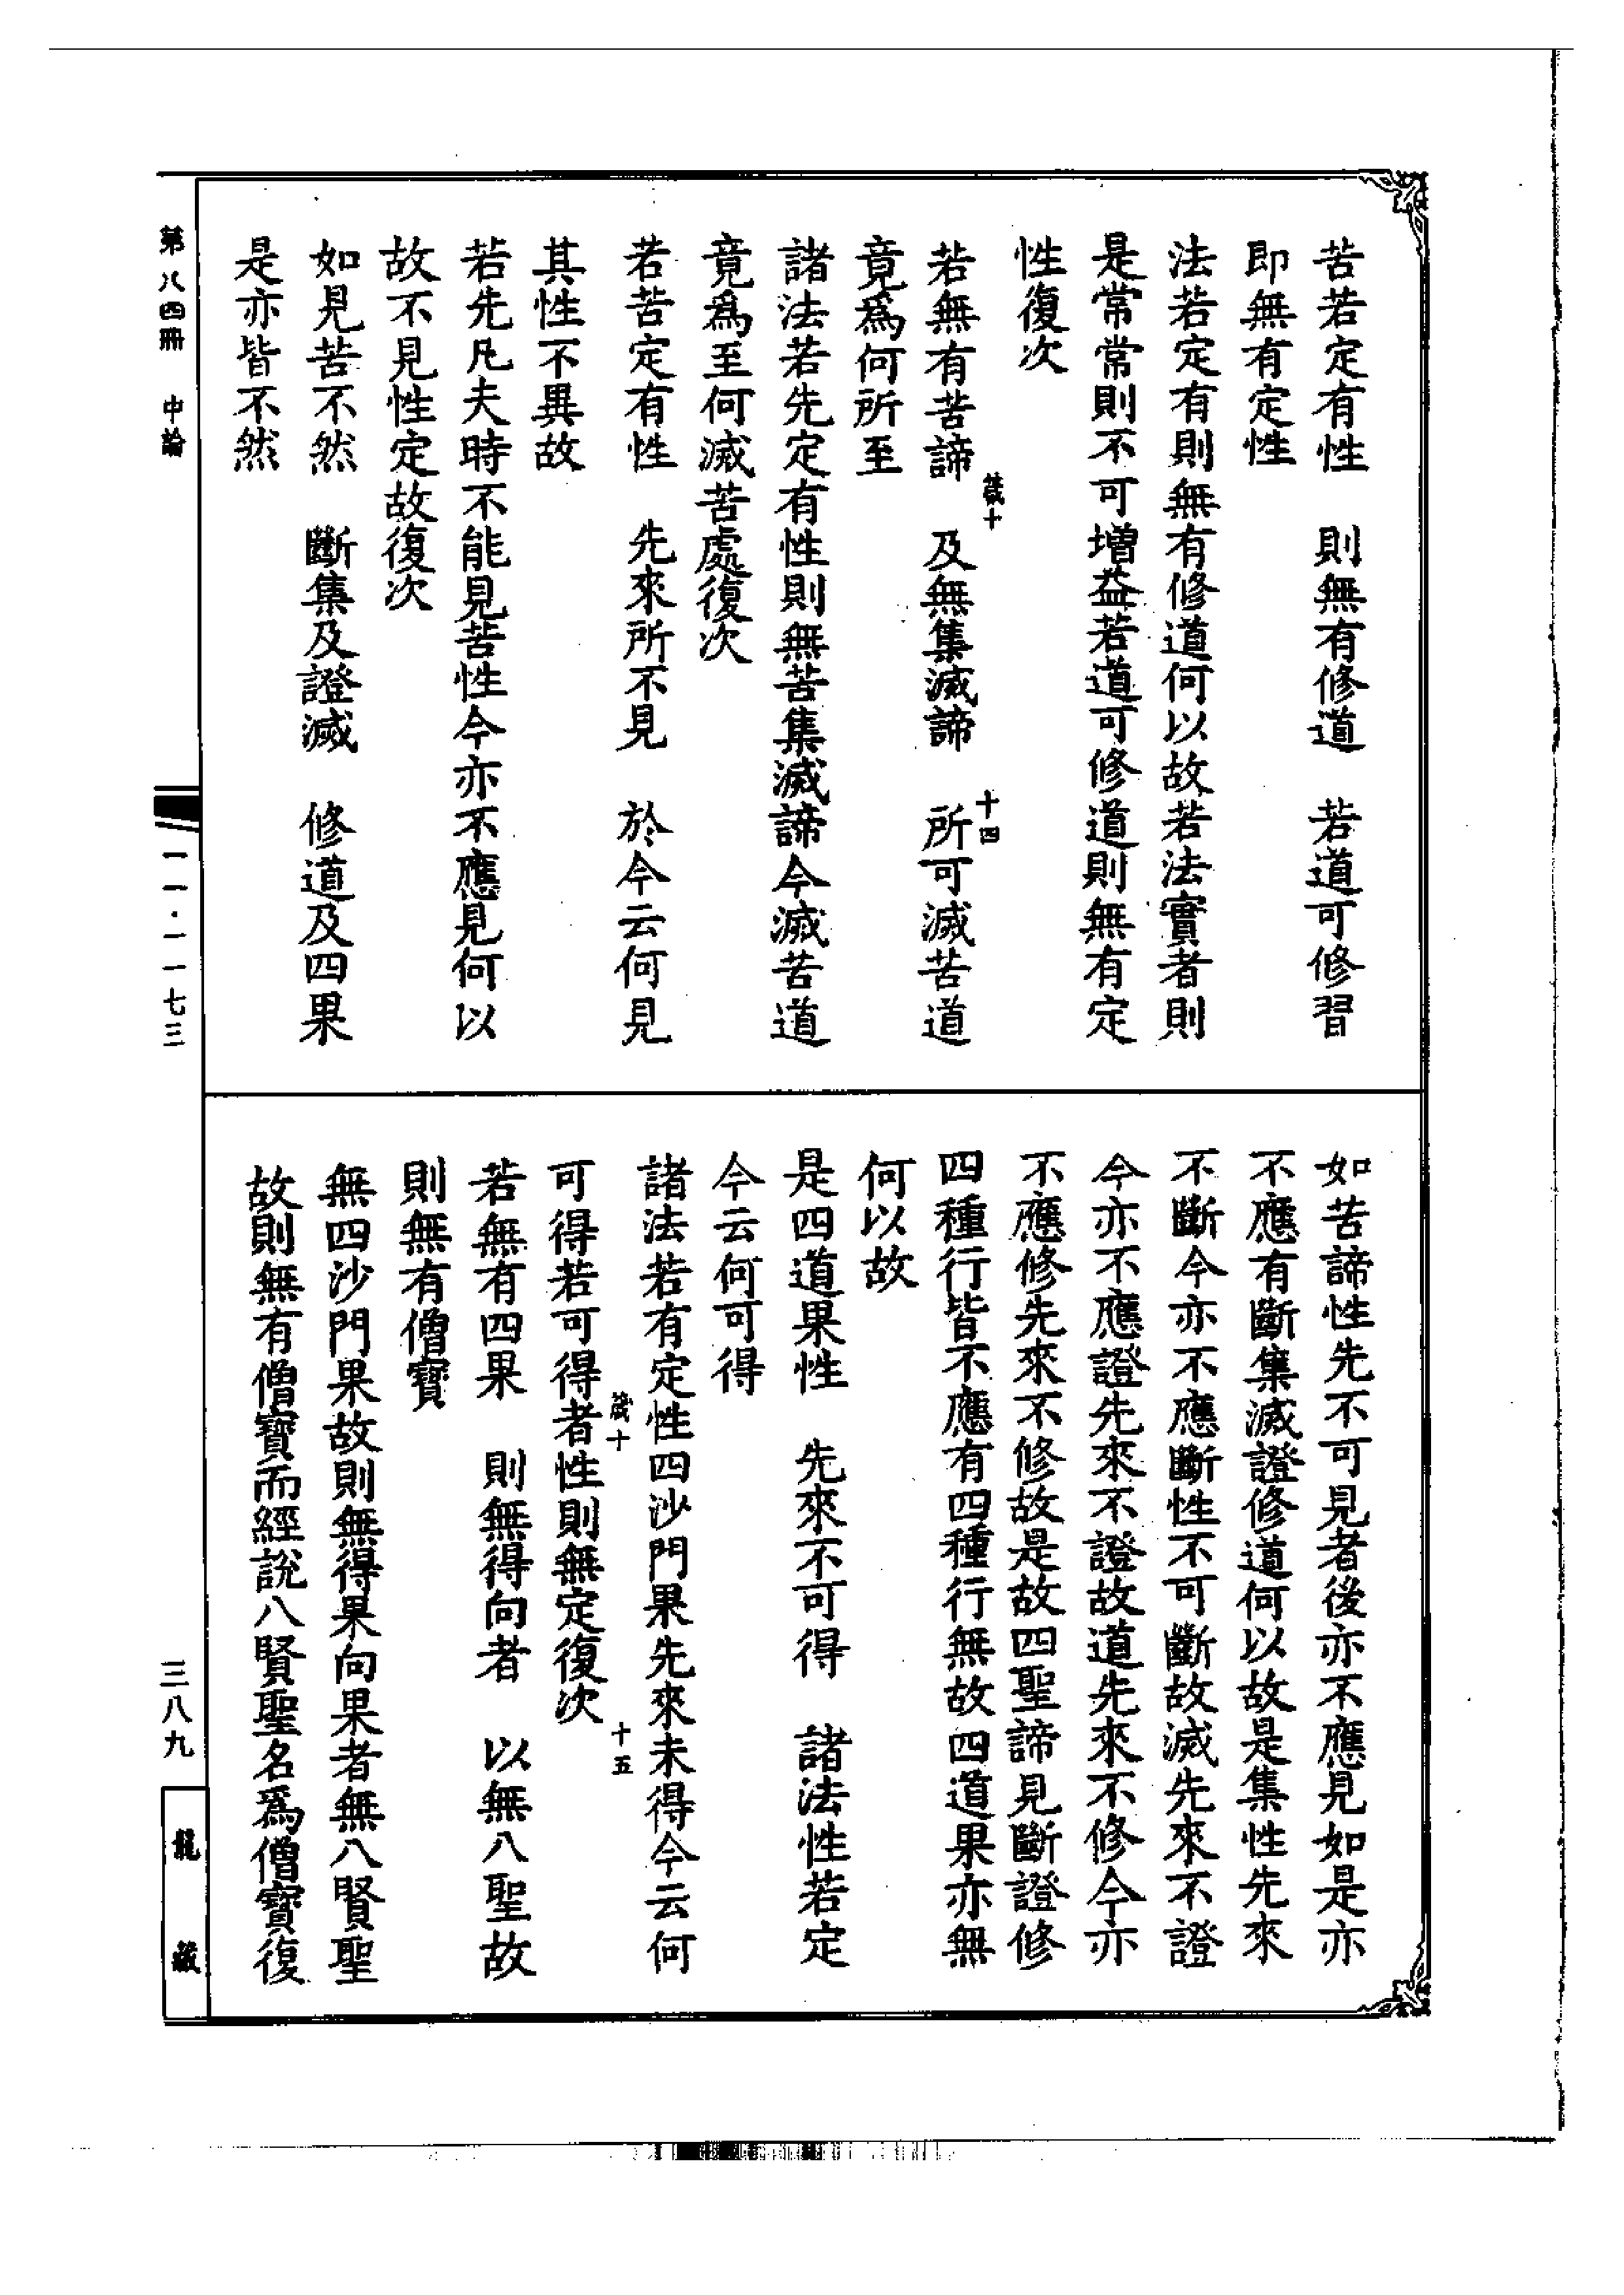 苦若定有性　則無有修道　若道可修習
即無有定性
法若定有則無有修道何以故若法實者則
是常常則不可增益若道可修道則無有定
性復次
箴十
十四
若無有苦諦　及無集滅諦　所可滅苦道
竟爲何所至
諸法若先定有性則無苦集滅諦今滅苦道
竟爲至何滅苦處復次
若苦定有性　先來所不見　於今云何見
其性不異故
若先凡夫時不能見苦性今亦不應見何以
故不見性定故復次
如見苦不然　斷集及證滅　修道及四果
是亦皆不然
如苦諦性先不可見者後亦不應見如是亦
不應有斷集滅證修道何以故是集性先來
不斷今亦不應斷性不可斷故滅先來不證
今亦不應證先來不證故道先來不修今亦
不應修先來不修故是故四聖諦見斷證修
四種行皆不應有四種行無故四道果亦無
何以故
是四道果性　先來不可得　諸法性若定
今云何可得
諸法若有定性四沙門果先來未得今云何
箴十
十五
可得若可得者性則無定復次
若無有四果　則無得向者　以無八聖故
則無有僧寶
無四沙門果故則無得果向果者無八賢聖
故則無有僧寶而經說八賢聖名爲僧寶復
第八四冊　中論
一一·一一七三
三八九
龍藏